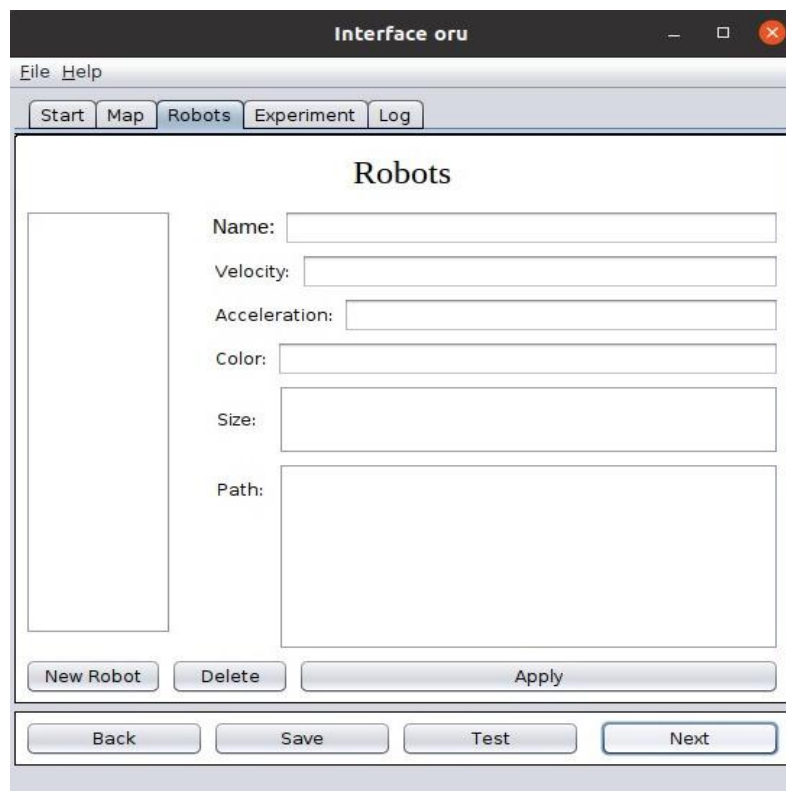 Interface oru
File Help
Start Map Robots Experiment Log
Robots
Name:
Velocity:
Acceleration:
Color:
Size:
Path:
New Robot Delete Apply
Back Save Test Next